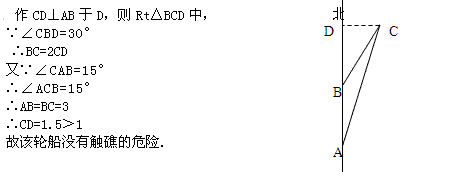 作 CD⊥AB 于 D，则 Rt△BCD 中，
∵∠CBD=30°
∴BC=2CD
又∵∠CAB=15°
∴∠ACB=15°
∴AB=BC=3
∴CD=1.5＞1
故该轮船没有触礁的危险.
北
D
C
B
A